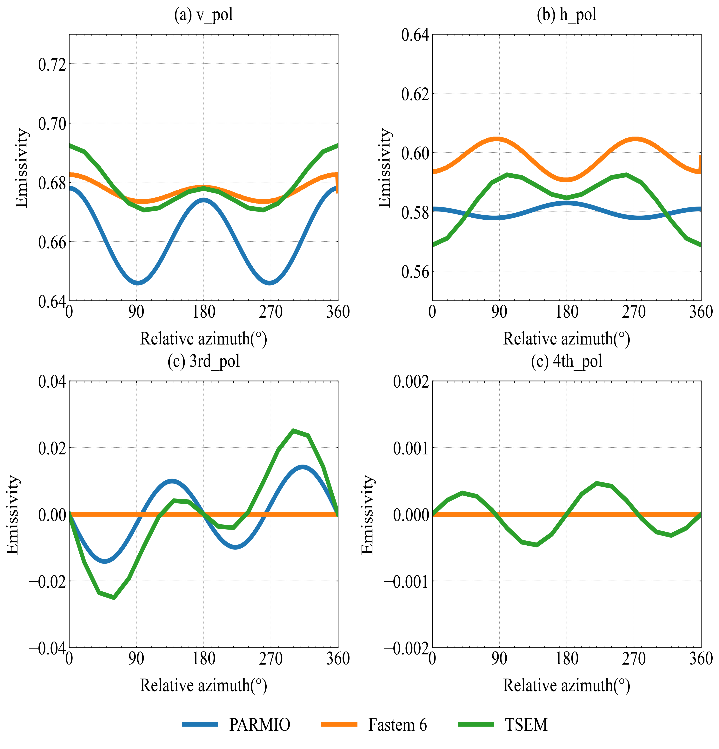 (a) v_pol
(b) h_pol
0.72
0.70
0.68
0.66
0.64
Emissivity
0 90 180 270 360
Relative azimuth(°)
0.64
0.62
0.60
0.58
0.56
Emissivity
0 90 180 270 360
Relative azimuth(°)
(c) 3rd_pol
(c) 4th_pol
0.04
0.02
0.00
−0.02
−0.04
Emissivity
0 90 180 270 360
Relative azimuth(°)
0.002
0.001
0.000
−0.001
−0.002
Emissivity
0 90 180 270 360
Relative azimuth(°)
PARMIO Fastem 6 TSEM